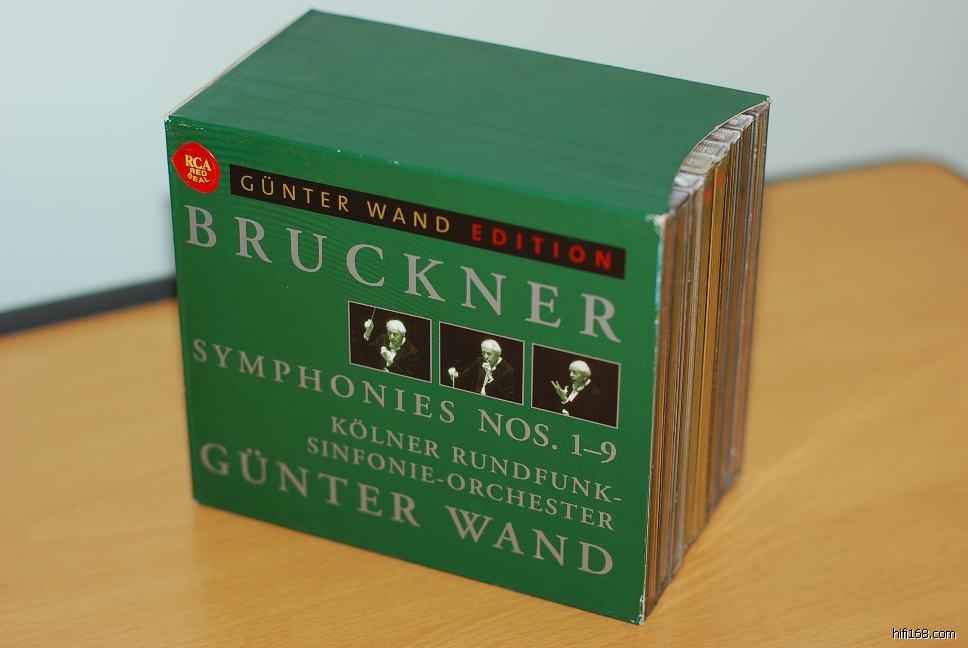 RCA
RED
SEAL
GÜNTER WAND EDITION
BRUCKNER
SYMPHONIES NOS. 1–9
KÖLNER RUNDFUNK-
SINFONIE-ORCHESTER
GÜNTER WAND
hifi168.com